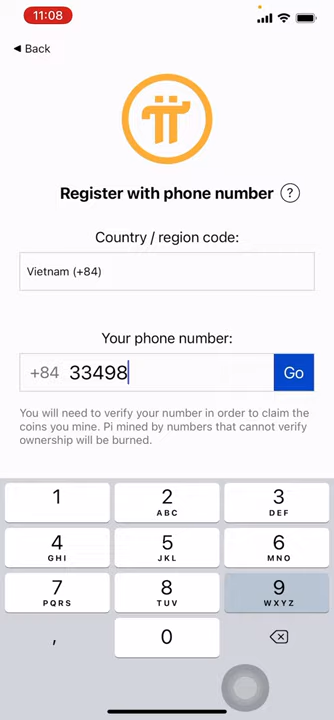 11:08
◀ Back
Register with phone number ?
Country / region code:
Vietnam (+84)
Your phone number:
+84 33498 Go
You will need to verify your number in order to claim the
coins you mine. Pi mined by numbers that cannot verify
ownership will be burned.
1 2 3
ABC DEF
4 5 6
GHI JKL MNO
7 8 9
PQRS TUV WXYZ
, 0